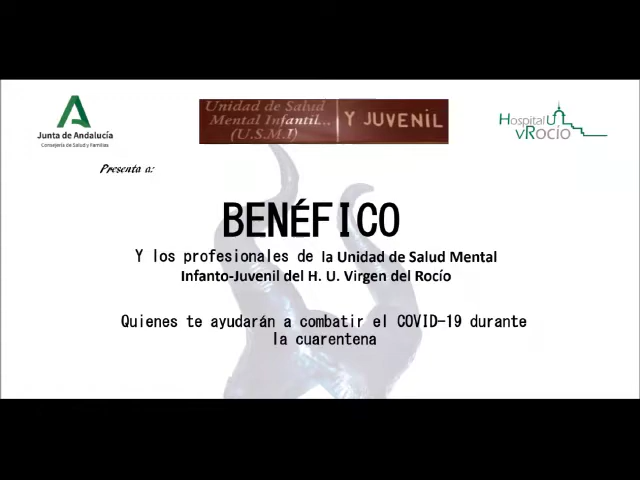 Junta de Andalucía
Consejería de Salud y Familias
Unidad de Salud
Mental Infantil...
(U.S.M.I)
Y JUVENIL
Hospital U
VRocío
Presenta a:
BENÉFICO
Y los profesionales de la Unidad de Salud Mental
Infanto-Juvenil del H. U. Virgen del Rocío
Quienes te ayudarán a combatir el COVID-19 durante
la cuarentena